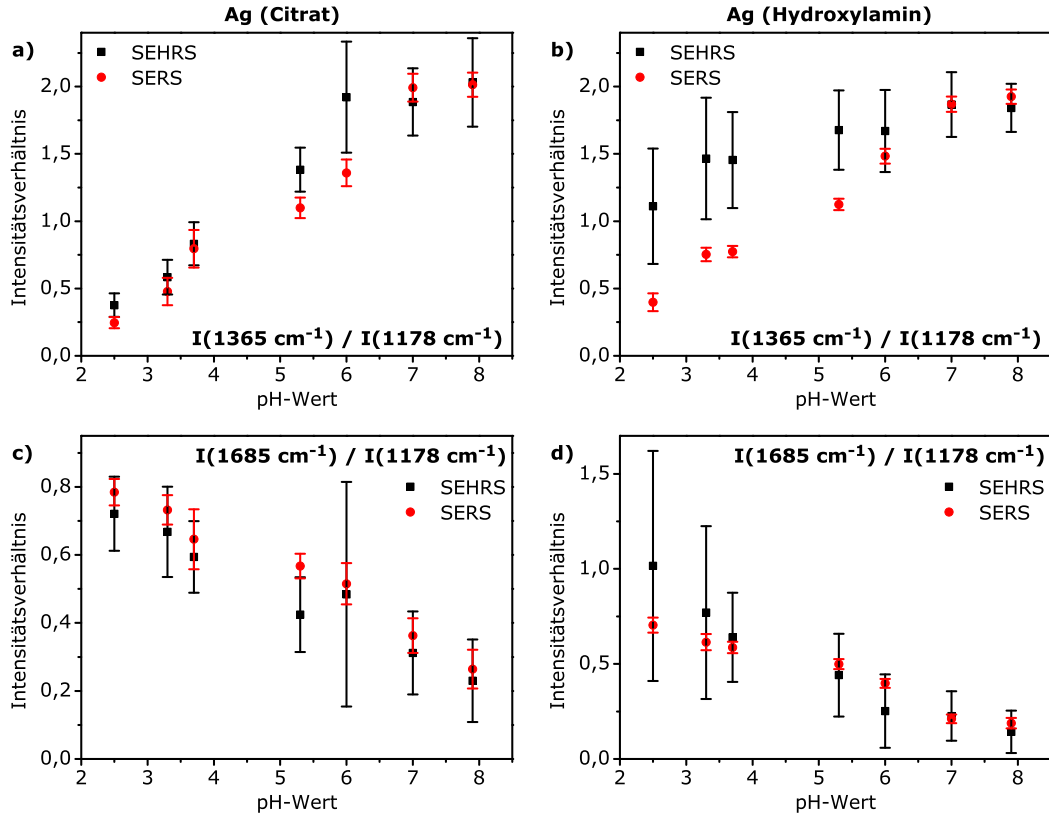 Ag (Citrat)
Ag (Hydroxylamin)
a)
SEHRS
SERS
Intensitätsverhältnis
2,0
1,5
1,0
0,5
0,0
I(1365 cm⁻¹) / I(1178 cm⁻¹)
2 3 4 5 6 7 8
pH-Wert
b)
SEHRS
SERS
Intensitätsverhältnis
2,0
1,5
1,0
0,5
0,0
I(1365 cm⁻¹) / I(1178 cm⁻¹)
2 3 4 5 6 7 8
pH-Wert
c)
I(1685 cm⁻¹) / I(1178 cm⁻¹)
SEHRS
SERS
Intensitätsverhältnis
0,8
0,6
0,4
0,2
0,0
2 3 4 5 6 7 8
pH-Wert
d)
I(1685 cm⁻¹) / I(1178 cm⁻¹)
SEHRS
SERS
Intensitätsverhältnis
1,5
1,0
0,5
0,0
2 3 4 5 6 7 8
pH-Wert